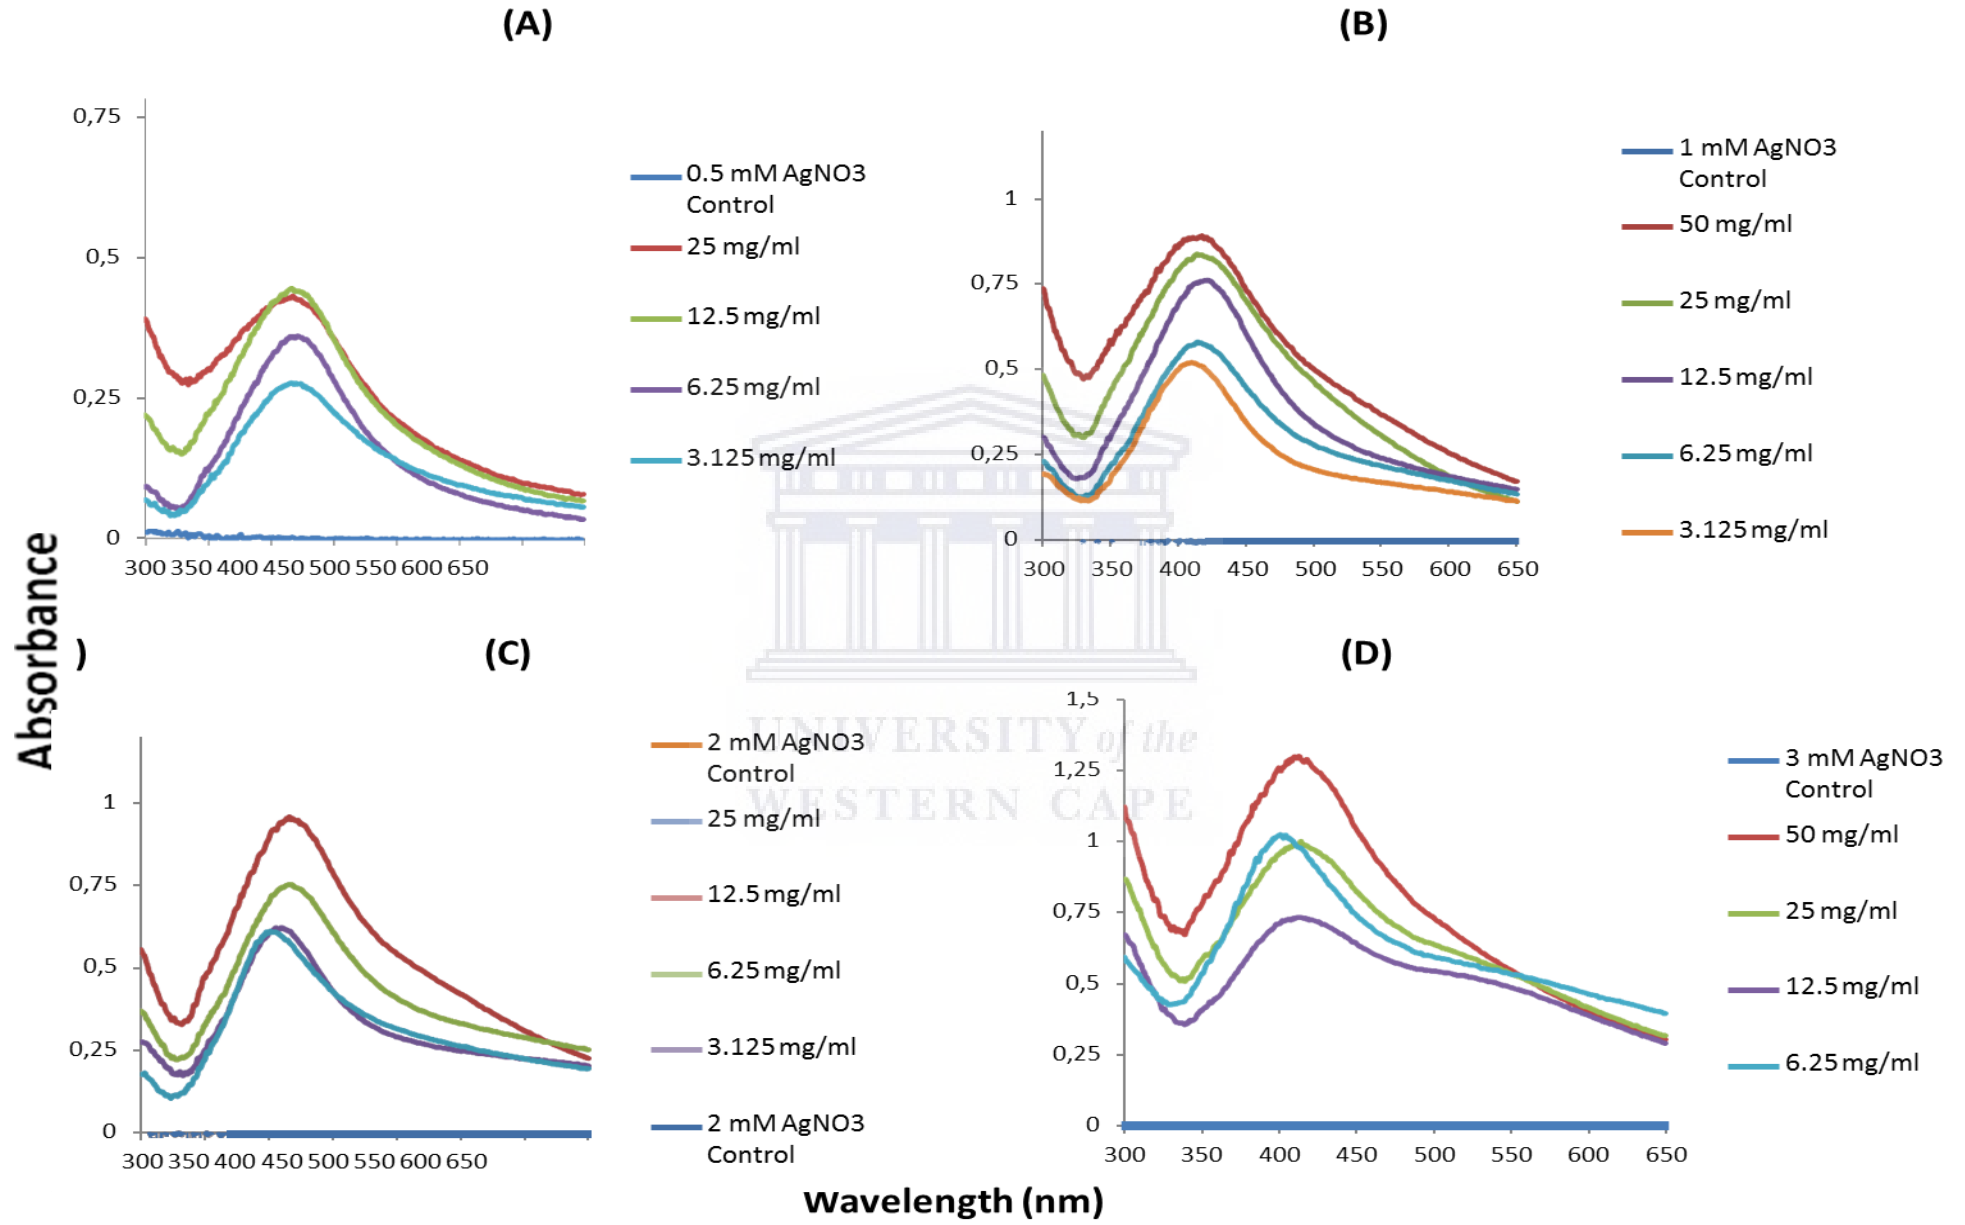 (A)
0,75
0,5
0,25
0
300 350 400 450 500 550 600 650
0.5 mM AgNO3
Control
25 mg/ml
12.5 mg/ml
6.25 mg/ml
3.125 mg/ml
(B)
1
0,75
0,5
0,25
0
300 350 400 450 500 550 600 650
1 mM AgNO3
Control
50 mg/ml
25 mg/ml
12.5 mg/ml
6.25 mg/ml
3.125 mg/ml
Absorbance
)
(C)
1
0,75
0,5
0,25
0
300 350 400 450 500 550 600 650
2 mM AgNO3
Control
25 mg/ml
12.5 mg/ml
6.25 mg/ml
3.125 mg/ml
2 mM AgNO3
Control
(D)
1,5
1,25
1
0,75
0,5
0,25
0
300 350 400 450 500 550 600 650
3 mM AgNO3
Control
50 mg/ml
25 mg/ml
12.5 mg/ml
6.25 mg/ml
UNIVERSITY of the
WESTERN CAPE
Wavelength (nm)